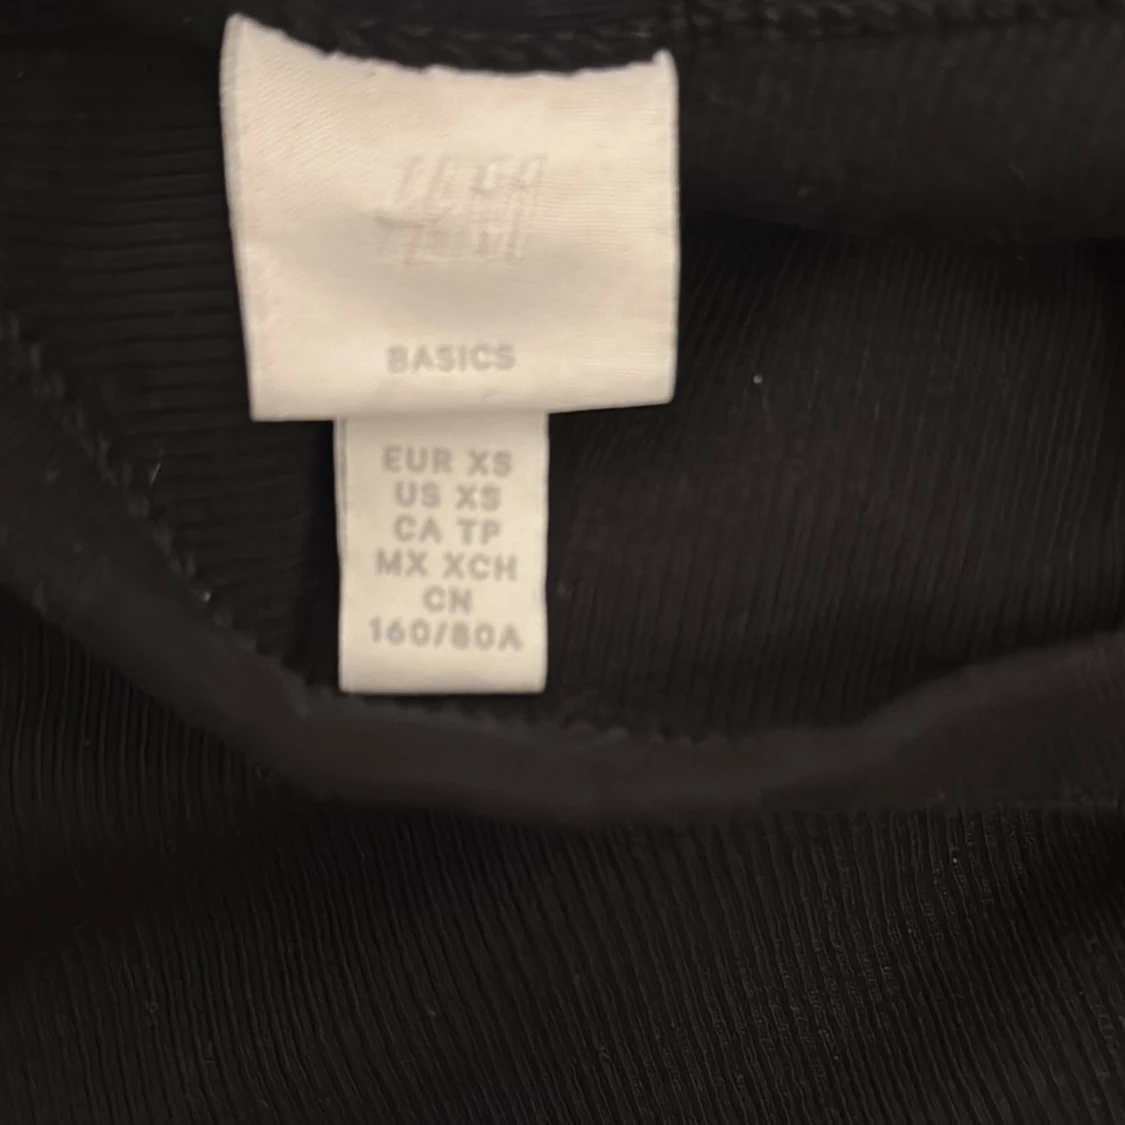 BASICS
EUR XS
US XS
CA TP
MX XCH
CN
160/80A